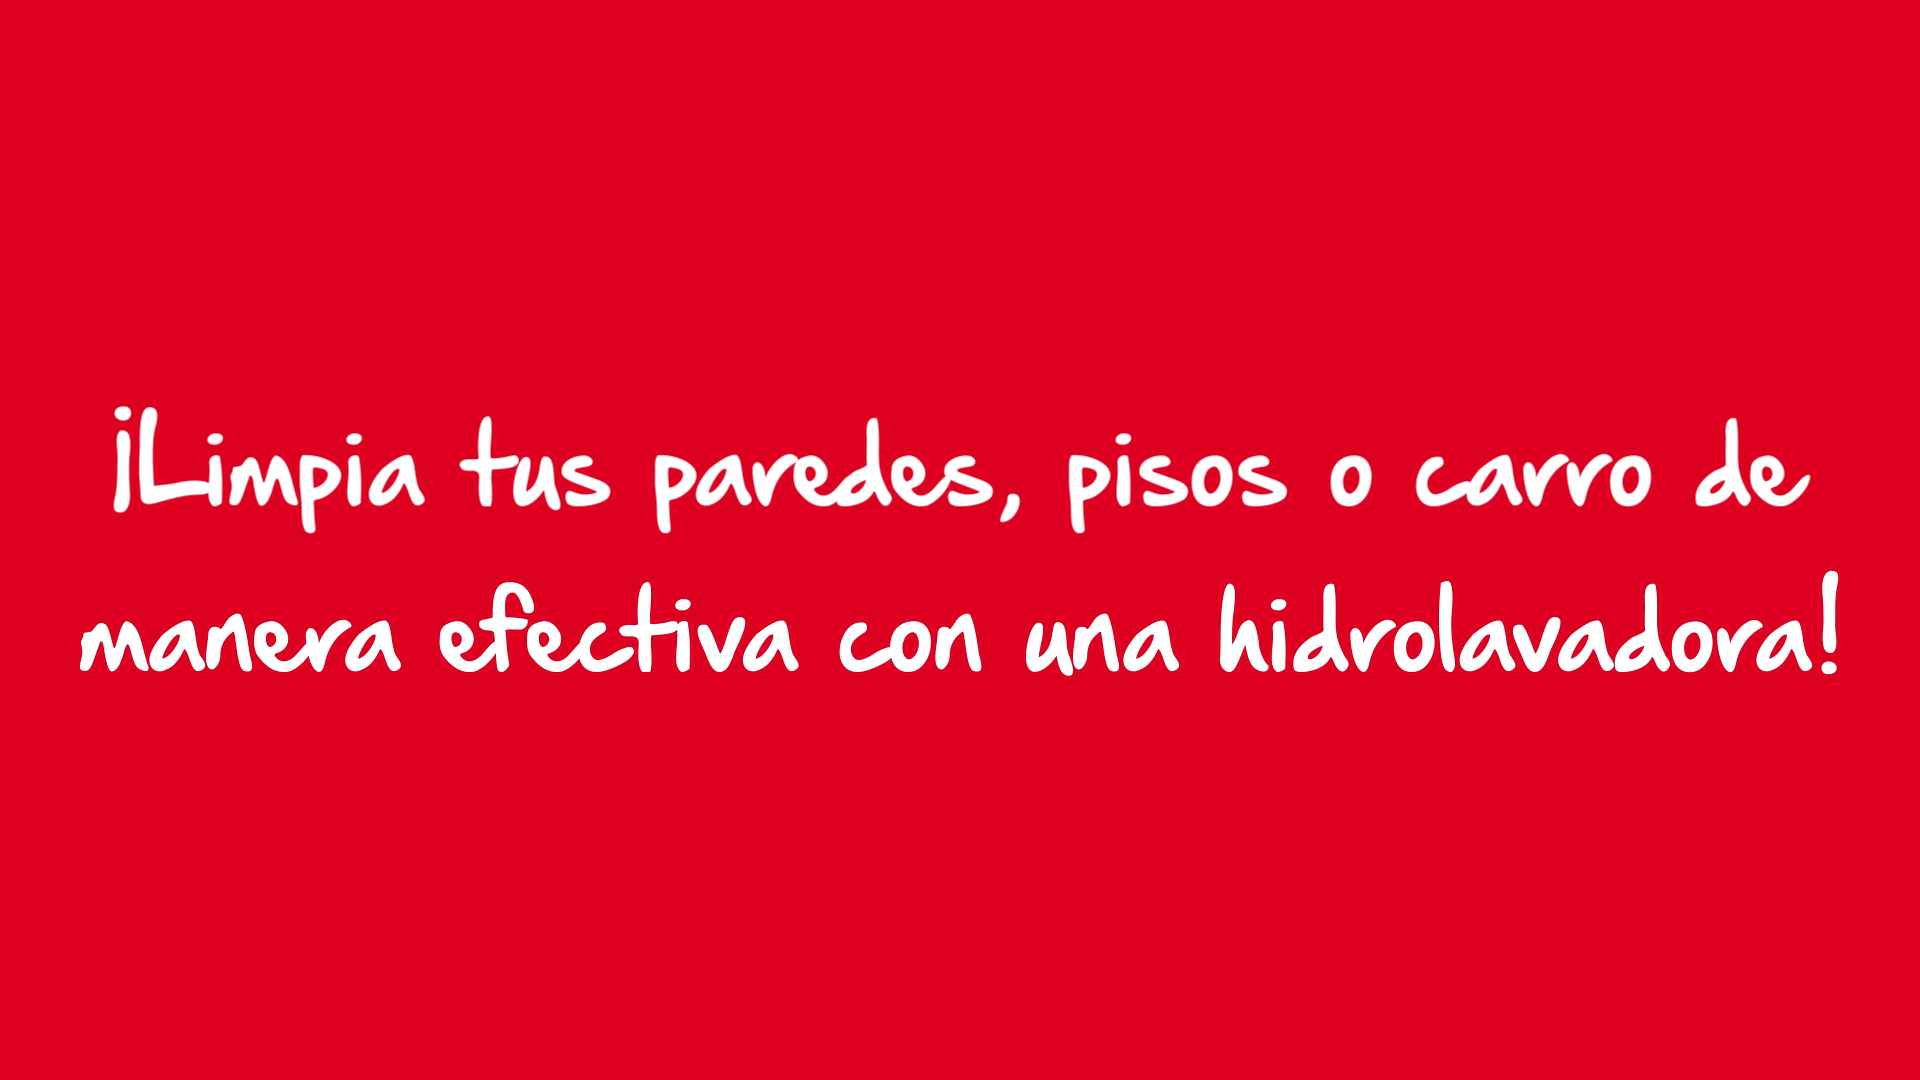 ¡Limpia tus paredes, pisos o carro de
manera efectiva con una hidrolavadora!